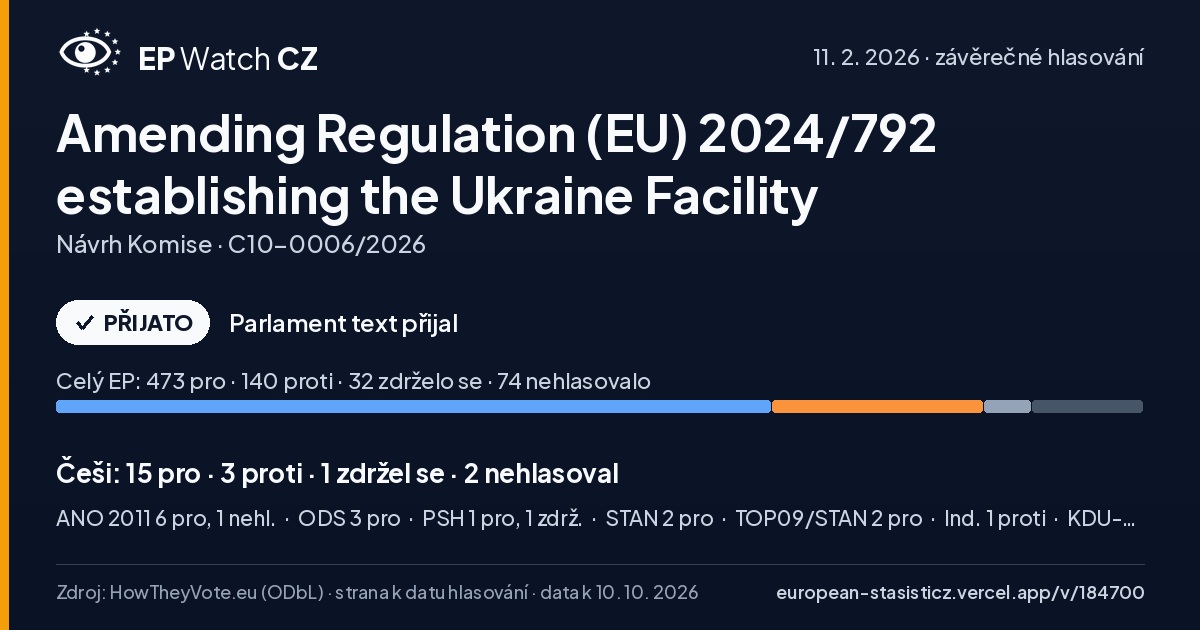 EP Watch CZ
11. 2. 2026 · závěrečné hlasování
Amending Regulation (EU) 2024/792
establishing the Ukraine Facility
Návrh Komise · C10–0006/2026
✓ PŘIJATO
Parlament text přijal
Celý EP: 473 pro · 140 proti · 32 zdrželo se · 74 nehlasovalo
Češi: 15 pro · 3 proti · 1 zdržel se · 2 nehlasoval
ANO 2011 6 pro, 1 nehl. · ODS 3 pro · PSH 1 pro, 1 zdrž. · STAN 2 pro · TOP09/STAN 2 pro · Ind. 1 proti · KDU-…
Zdroj: HowTheyVote.eu (ODbL) · strana k datu hlasování · data k 10. 10. 2026
european-stasisticz.vercel.app/v/184700